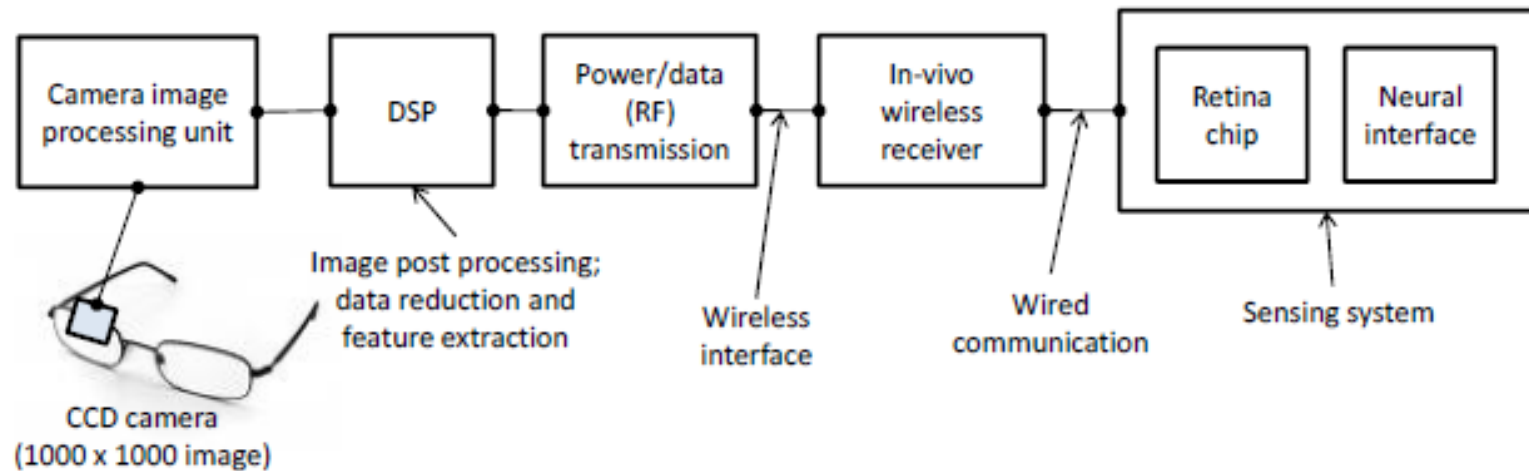 Camera image
processing unit
DSP
Power/data
(RF)
transmission
In-vivo
wireless
receiver
Retina
chip
Neural
interface
Image post processing;
data reduction and
feature extraction
Wireless
interface
Wired
communication
Sensing system
CCD camera
(1000 x 1000 image)